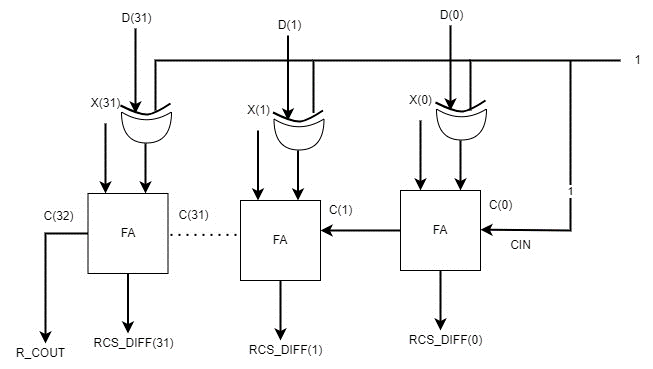 D(31)
D(1)
D(0)
1
X(31)
X(1)
X(0)
1
C(32)
C(31)
C(1)
C(0)
FA
FA
FA
CIN
R_COUT
RCS_DIFF(31)
RCS_DIFF(1)
RCS_DIFF(0)